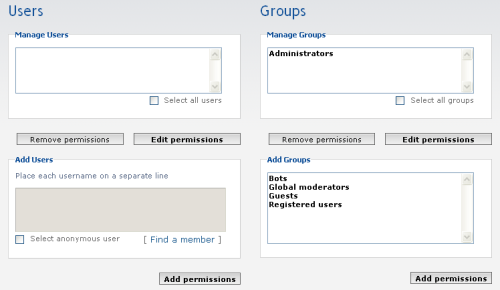 Users
Manage Users
Select all users
Remove permissions
Edit permissions
Add Users
Place each username on a separate line
Select anonymous user
[ Find a member ]
Add permissions
Groups
Manage Groups
Administrators
Select all groups
Remove permissions
Edit permissions
Add Groups
Bots
Global moderators
Guests
Registered users
Add permissions